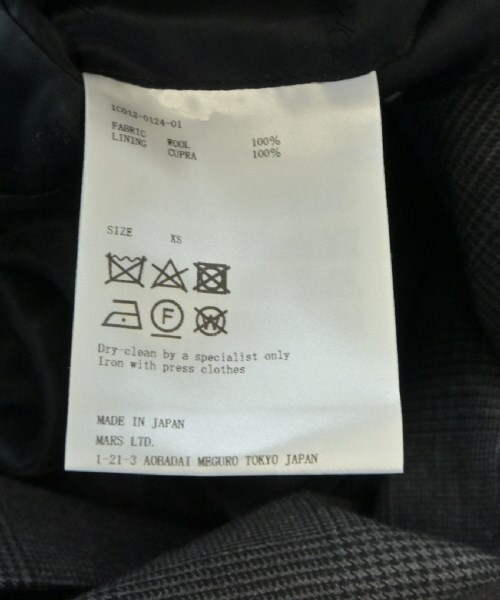 1C012-0124-01
FABRIC WOOL 100%
LINING CUPRA 100%
SIZE XS
F
W
Dry-clean by a specialist only
Iron with press clothes
MADE IN JAPAN
MARS LTD.
1-21-3 AOBADAI MEGURO TOKYO JAPAN